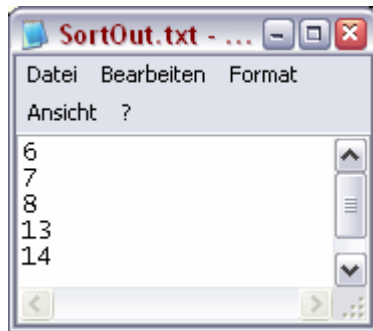 SortOut.txt - ...
Datei Bearbeiten Format
Ansicht ?
6
7
8
13
14